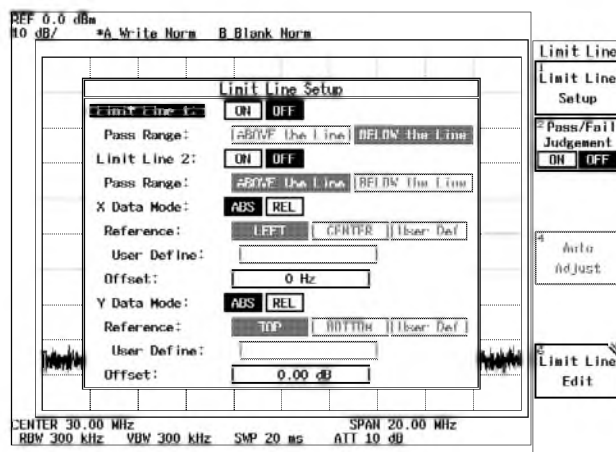 REF 0.0 dBm
10 dB/ *A_Write Norm B_Blank Norm
Limit Line Setup
Limit Line 1:
ON OFF
Pass Range: ABOVE the Line BELOW the Line
Limit Line 2: ON OFF
Pass Range: ABOVE the Line BELOW the Line
X Data Mode: ABS REL
Reference: LEFT CENTER User Def
User Define:
Offset: 0 Hz
Y Data Mode: ABS REL
Reference: TOP BOTTOM User Def
User Define:
Offset: 0.00 dB
CENTER 30.00 MHz SPAN 20.00 MHz
RBW 300 kHz VBW 300 kHz SWP 20 ms ATT 10 dB
Limit Line
1
Limit Line
Setup
2 Pass/Fail
Judgement
ON OFF
4
Auto
Adjust
Limit Line
Edit